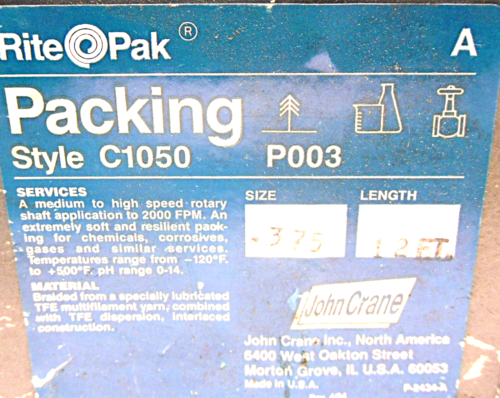 Rite Pak ®
A
Packing
Style C1050 P003
SERVICES
A medium to high speed rotary
shaft application to 2000 FPM. An
extremely soft and resilient pack-
ing for chemicals, corrosives,
gases and similar services.
Temperatures range from -120°F.
to +500°F. pH range 0-14.
MATERIAL
Braided from a specially lubricated
TFE multifilament yarn, combined
with TFE dispersion, interlaced
construction.
SIZE
.375
LENGTH
12 FT.
John Crane
John Crane Inc., North America
6400 West Oakton Street
Morton Grove, IL U.S.A. 60053
Made in U.S.A.
P-2434-A